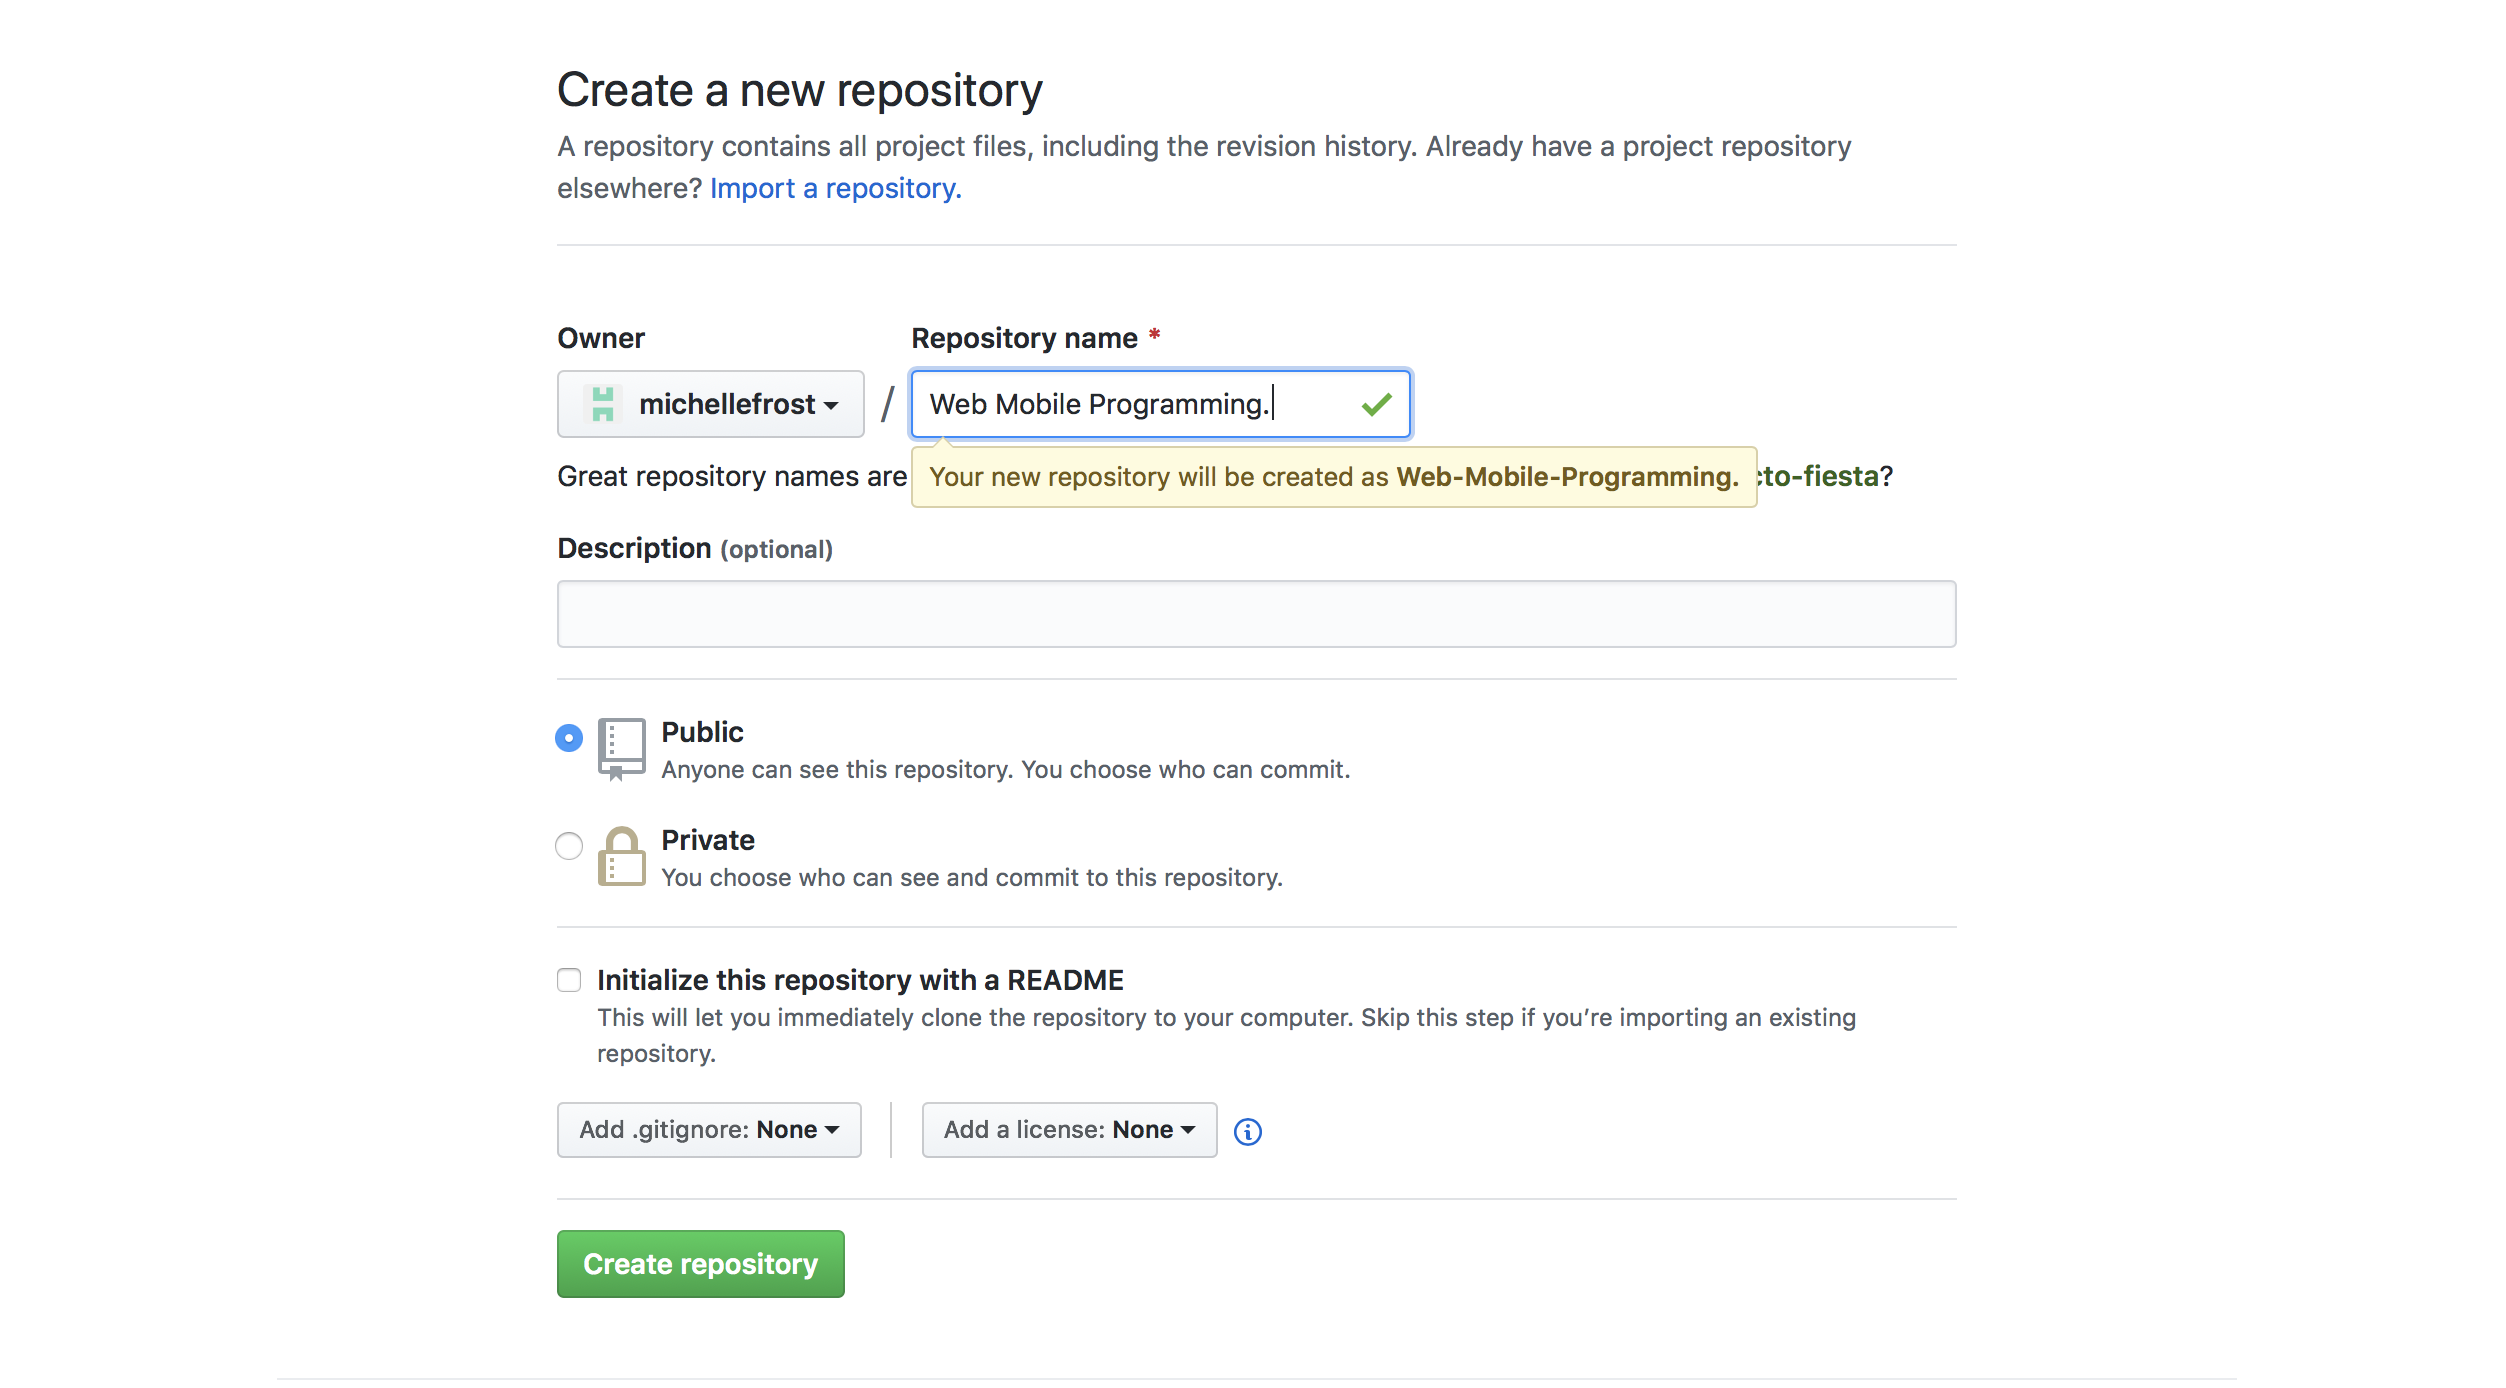 Create a new repository
A repository contains all project files, including the revision history. Already have a project repository
elsewhere? Import a repository.
Owner
Repository name *
michellefrost
/
Web Mobile Programming.
Great repository names are
Your new repository will be created as Web-Mobile-Programming.
cto-fiesta?
Description (optional)
Public
Anyone can see this repository. You choose who can commit.
Private
You choose who can see and commit to this repository.
Initialize this repository with a README
This will let you immediately clone the repository to your computer. Skip this step if you’re importing an existing
repository.
Add .gitignore: None
Add a license: None
Create repository